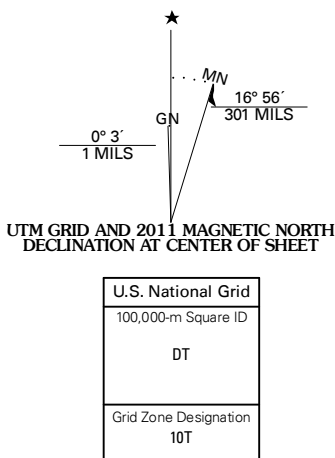 MN
GN
16° 56´
301 MILS
0° 3´
1 MILS
UTM GRID AND 2011 MAGNETIC NORTH
DECLINATION AT CENTER OF SHEET
U.S. National Grid
100,000-m Square ID
DT
Grid Zone Designation
10T